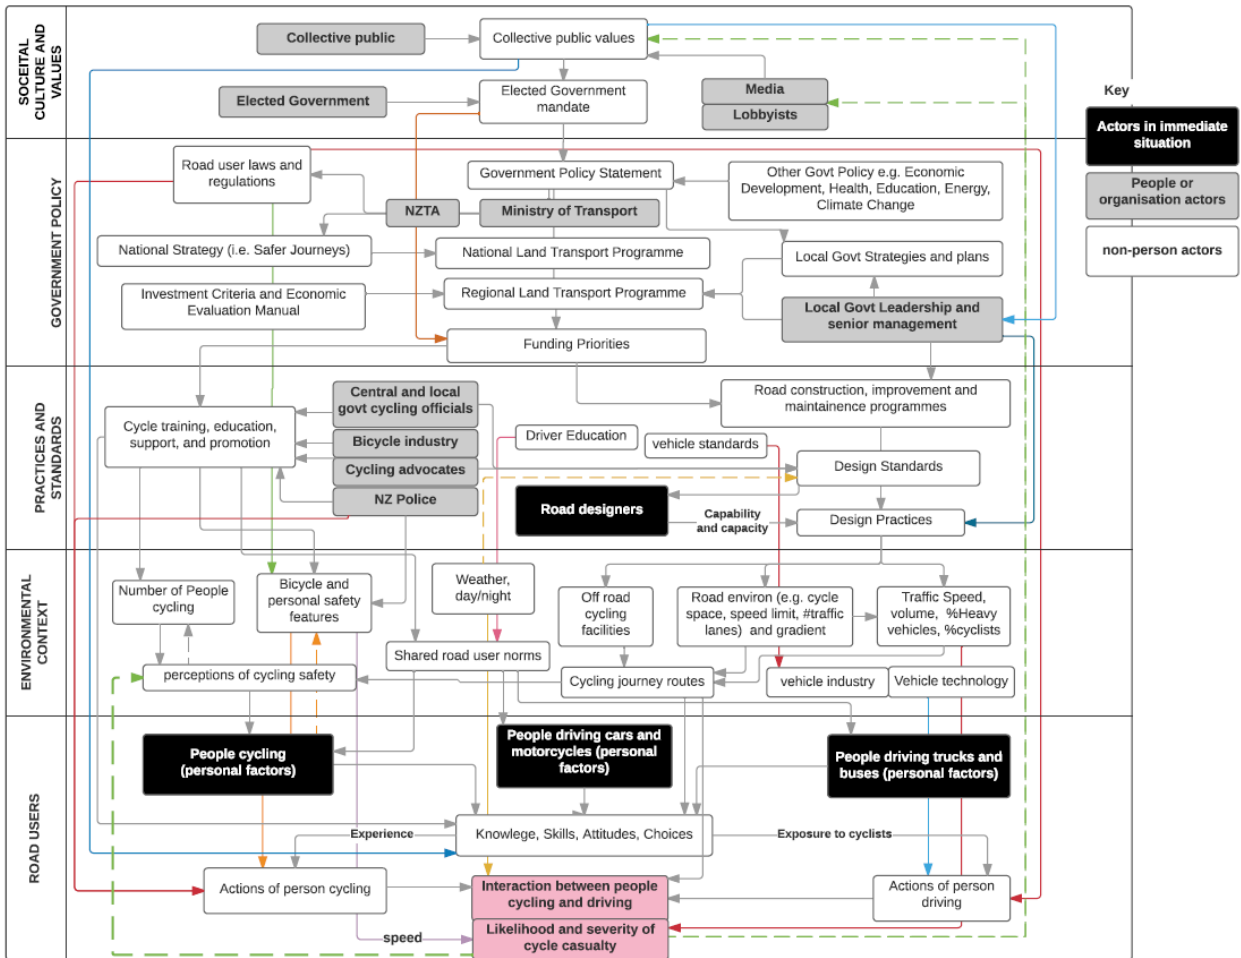 SOCEITAL
CULTURE AND
VALUES
Collective public
Collective public values
Elected Government
Elected Government
mandate
Media
Lobbyists
Key
Actors in immediate
situation
People or
organisation actors
non-person actors
GOVERNMENT POLICY
Road user laws and
regulations
Government Policy Statement
Other Govt Policy e.g. Economic
Development, Health, Education, Energy,
Climate Change
NZTA
Ministry of Transport
National Strategy (i.e. Safer Journeys)
National Land Transport Programme
Local Govt Strategies and plans
Investment Criteria and Economic
Evaluation Manual
Regional Land Transport Programme
Local Govt Leadership and
senior management
Funding Priorities
PRACTICES AND
STANDARDS
Central and local
govt cycling officials
Road construction, improvement and
maintainence programmes
Cycle training, education,
support, and promotion
Bicycle industry
Driver Education
vehicle standards
Cycling advocates
Design Standards
NZ Police
Road designers
Capability
and capacity
Design Practices
ENVIRONMENTAL
CONTEXT
Number of People
cycling
Bicycle and
personal safety
features
Weather,
day/night
Off road
cycling
facilities
Road environ (e.g. cycle
space, speed limit, #traffic
lanes) and gradient
Traffic Speed,
volume, %Heavy
vehicles, %cyclists
Shared road user norms
perceptions of cycling safety
Cycling journey routes
vehicle industry
Vehicle technology
ROAD USERS
People cycling
(personal factors)
People driving cars and
motorcycles (personal
factors)
People driving trucks and
buses (personal factors)
Experience
Knowlege, Skills, Attitudes, Choices
Exposure to cyclists
Actions of person cycling
Interaction between people
cycling and driving
Actions of person
driving
speed
Likelihood and severity of
cycle casualty